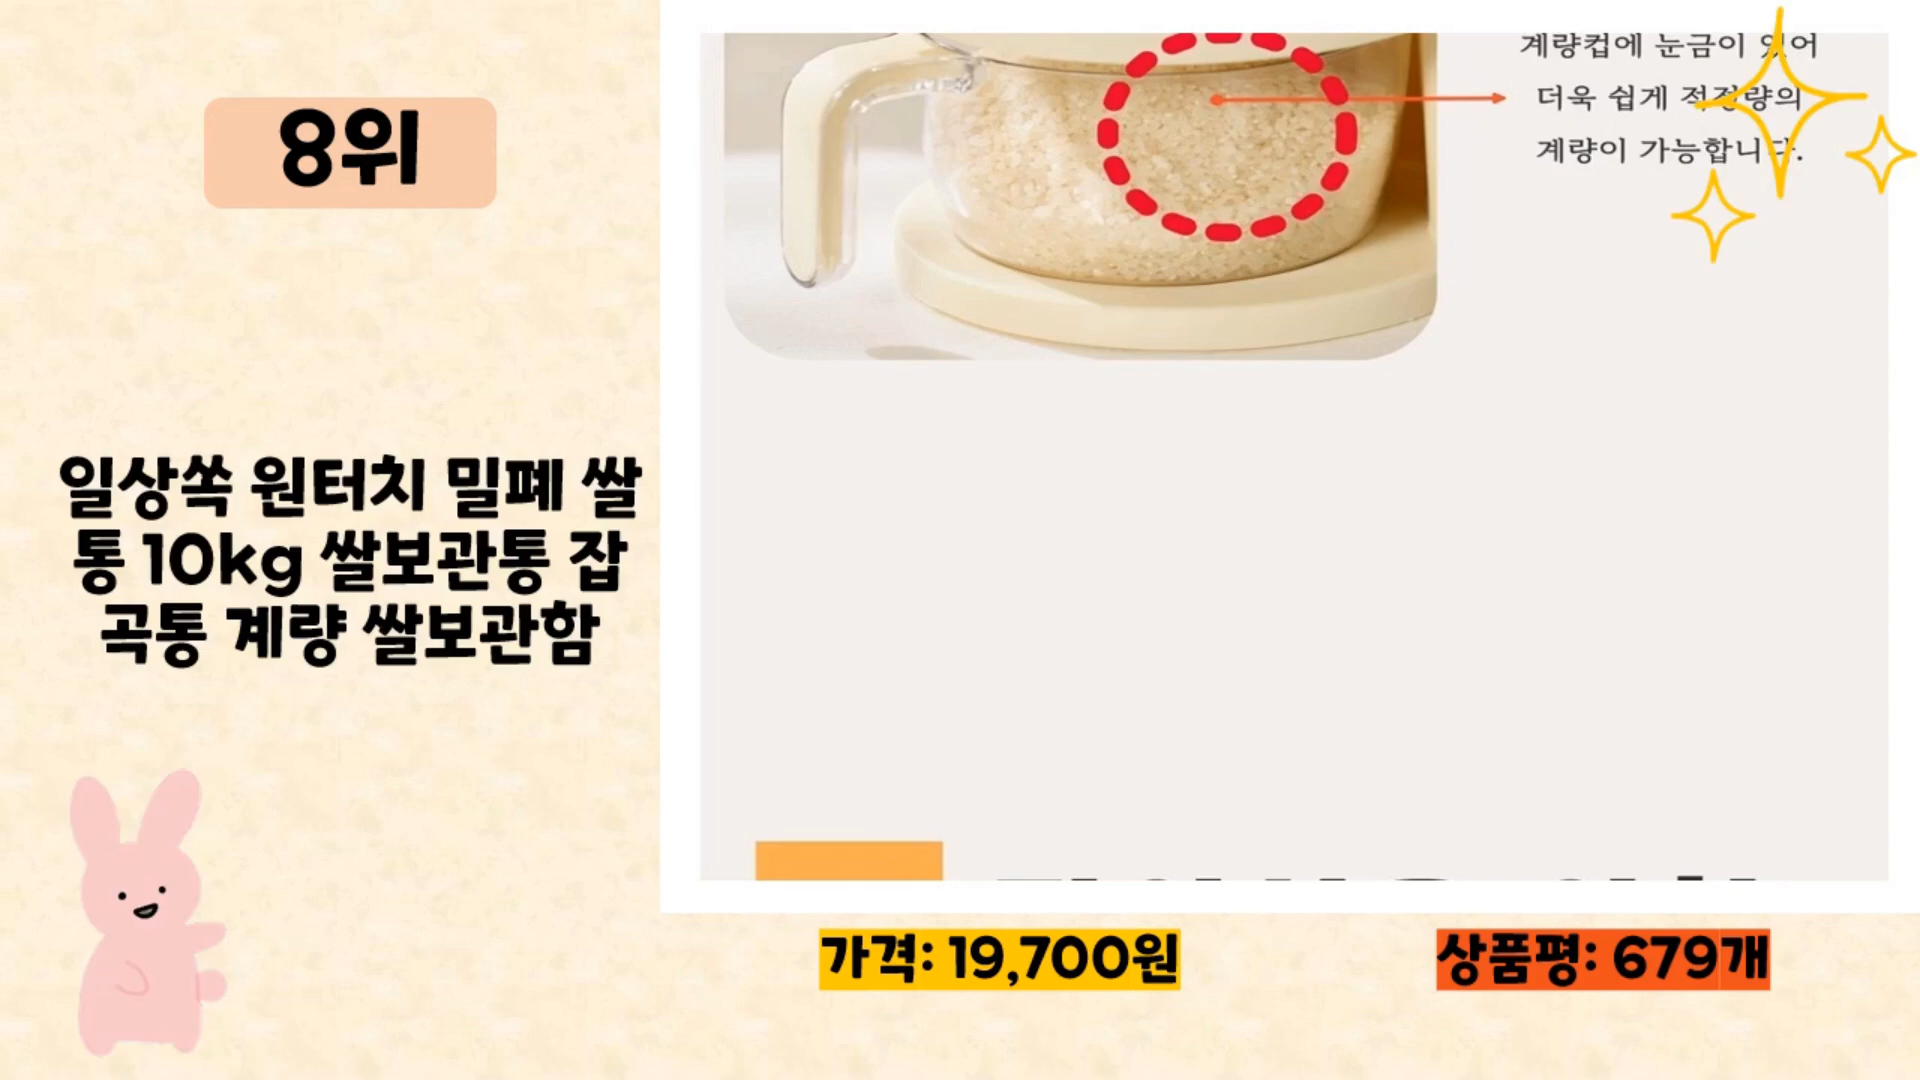 8위
일상쏙 원터치 밀폐 쌀
통 10kg 쌀보관통 잡
곡통 계량 쌀보관함
계량컵에 눈금이 있어
더욱 쉽게 적정량의
계량이 가능합니다.
가격: 19,700원
상품평: 679개